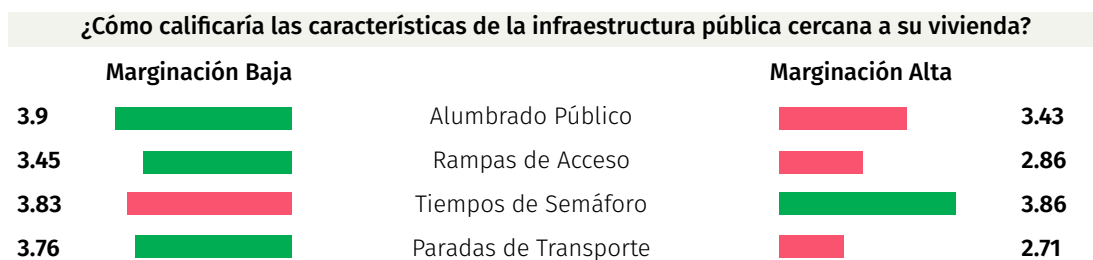 ¿Cómo calificaría las características de la infraestructura pública cercana a su vivienda?
Marginación Baja Marginación Alta
3.9 Alumbrado Público 3.43
3.45 Rampas de Acceso 2.86
3.83 Tiempos de Semáforo 3.86
3.76 Paradas de Transporte 2.71